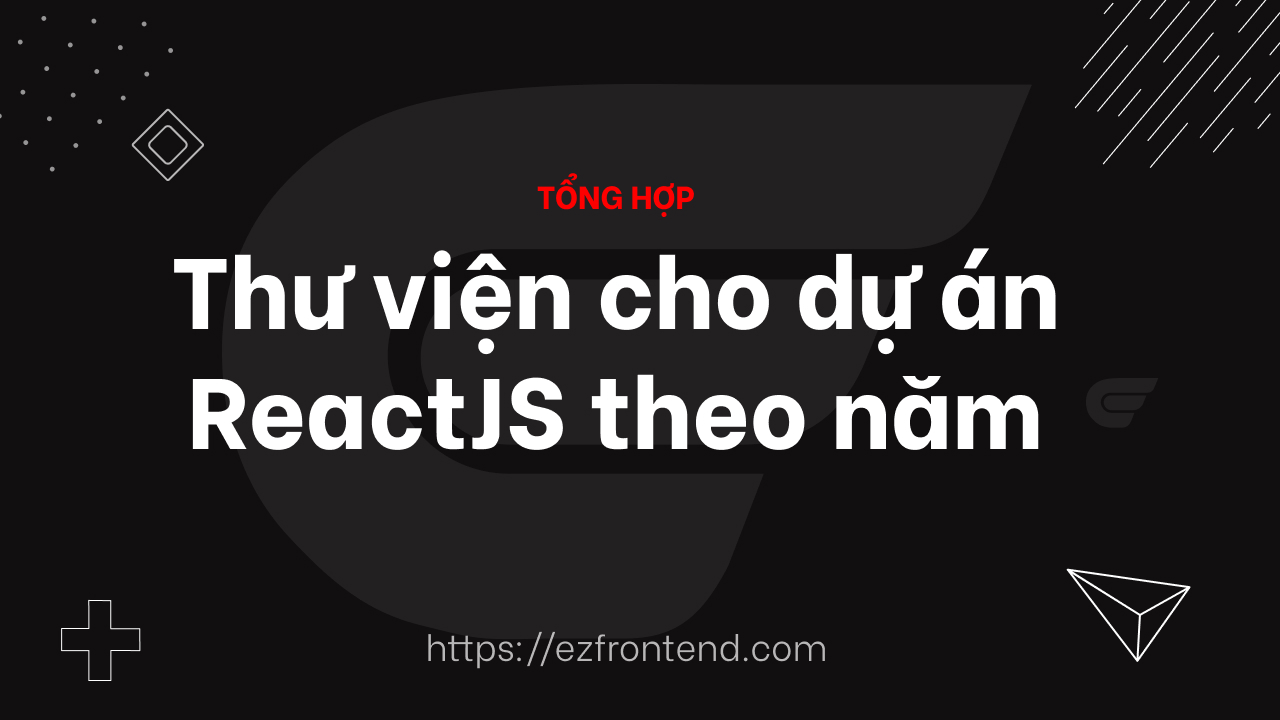 TỔNG HỢP
Thư viện cho dự án
ReactJS theo năm
https://ezfrontend.com